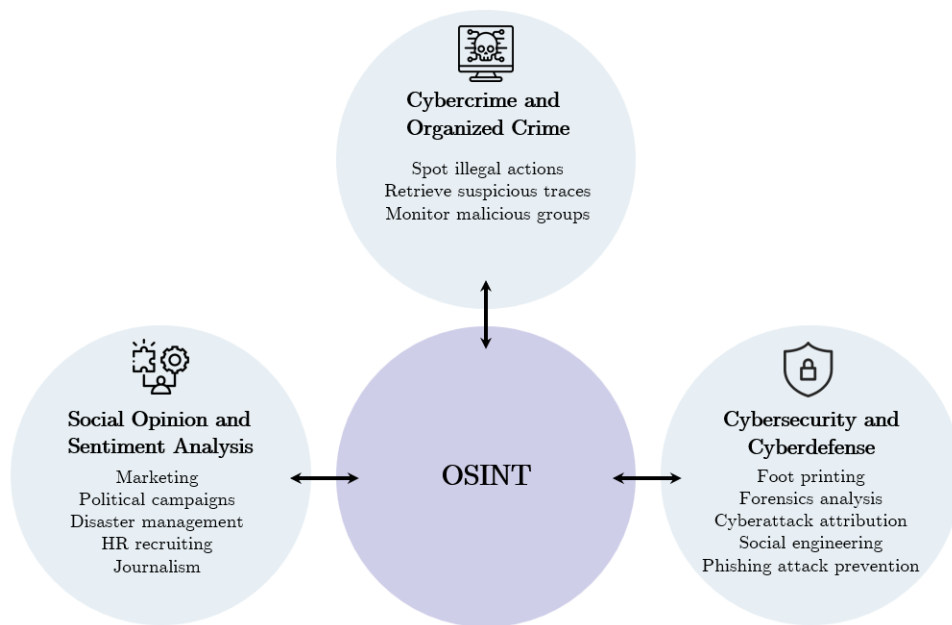 Cybercrime and
Organized Crime
Spot illegal actions
Retrieve suspicious traces
Monitor malicious groups
Social Opinion and
Sentiment Analysis
Marketing
Political campaigns
Disaster management
HR recruiting
Journalism
OSINT
Cybersecurity and
Cyberdefense
Foot printing
Forensics analysis
Cyberattack attribution
Social engineering
Phishing attack prevention